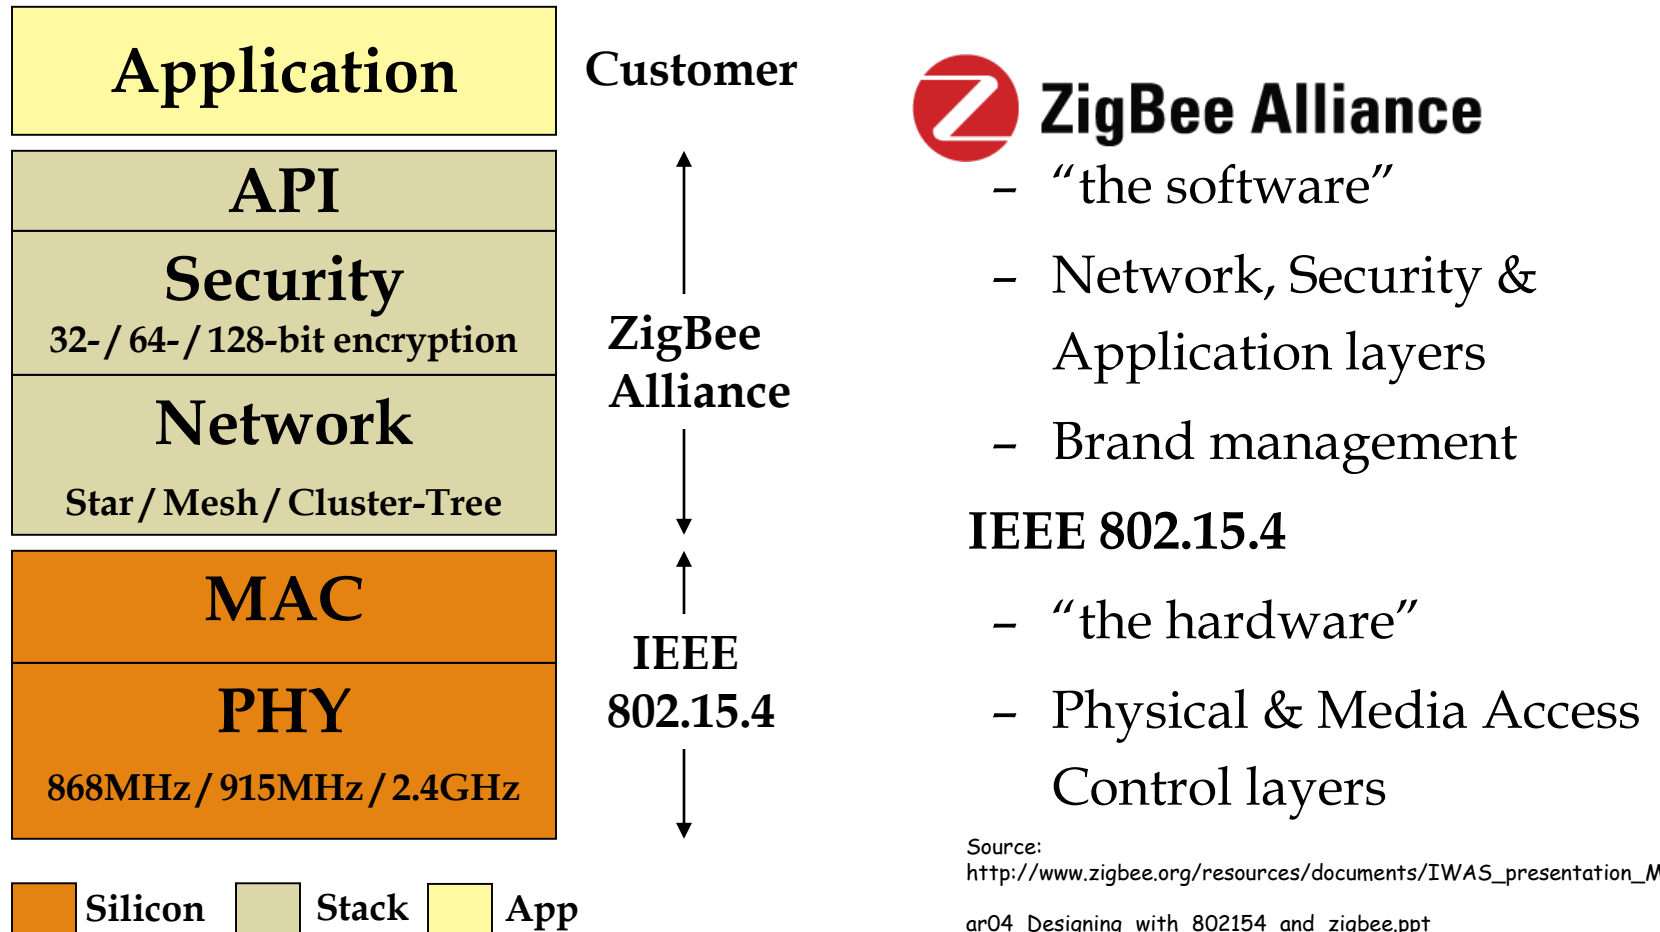 Application
Customer
API
Security
32- / 64- / 128-bit encryption
Network
Star / Mesh / Cluster-Tree
ZigBee
Alliance
MAC
PHY
868MHz / 915MHz / 2.4GHz
IEEE
802.15.4
Silicon
Stack
App
ZigBee Alliance
– “the software”
– Network, Security &
Application layers
– Brand management
IEEE 802.15.4
– “the hardware”
– Physical & Media Access
Control layers
Source:
http://www.zigbee.org/resources/documents/IWAS_presentation_M
ar04_Designing_with_802154_and_zigbee.ppt